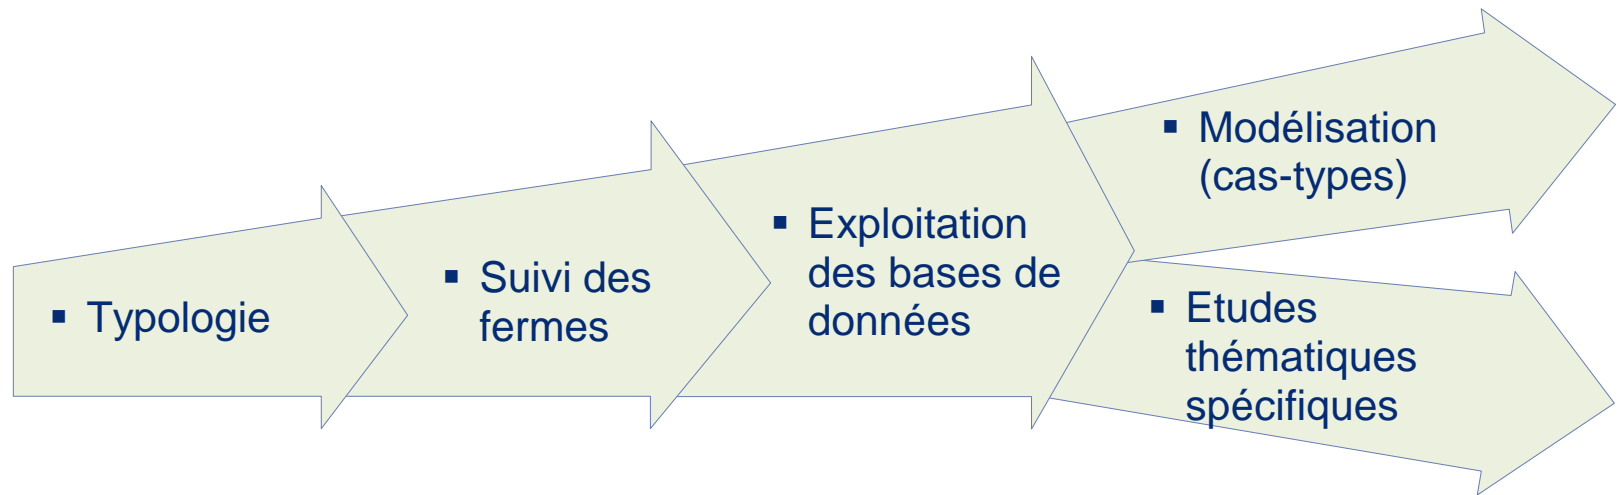 ▪ Typologie
▪ Suivi des
fermes
▪ Exploitation
des bases de
données
▪ Modélisation
(cas-types)
▪ Etudes
thématiques
spécifiques